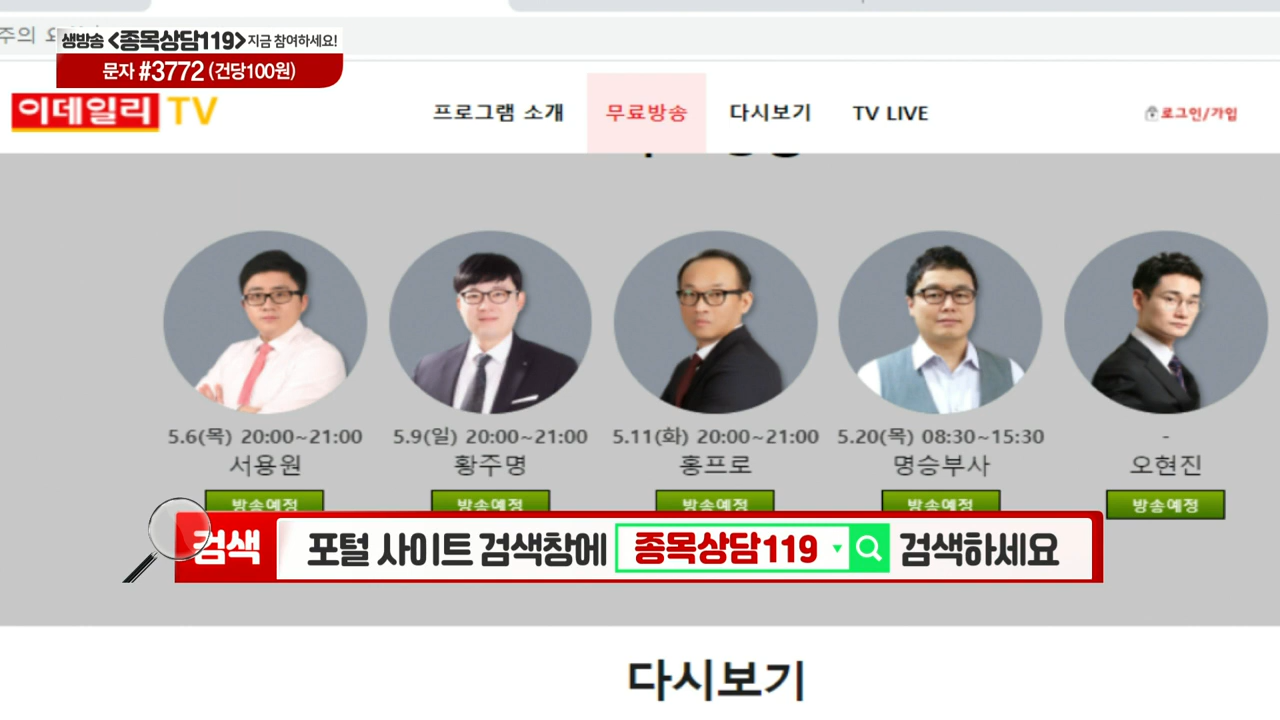 생방송 <종목상담119> 지금 참여하세요!
문자 #3772 (건당100원)
이데일리 TV
프로그램 소개
무료방송
다시보기
TV LIVE
로그인/가입
5.6(목) 20:00~21:00
서용원
방송예정
5.9(일) 20:00~21:00
황주명
방송예정
5.11(화) 20:00~21:00
홍프로
방송예정
5.20(목) 08:30~15:30
명승부사
방송예정
-
오현진
방송예정
검색
포털 사이트 검색창에 종목상담119 검색하세요
다시보기